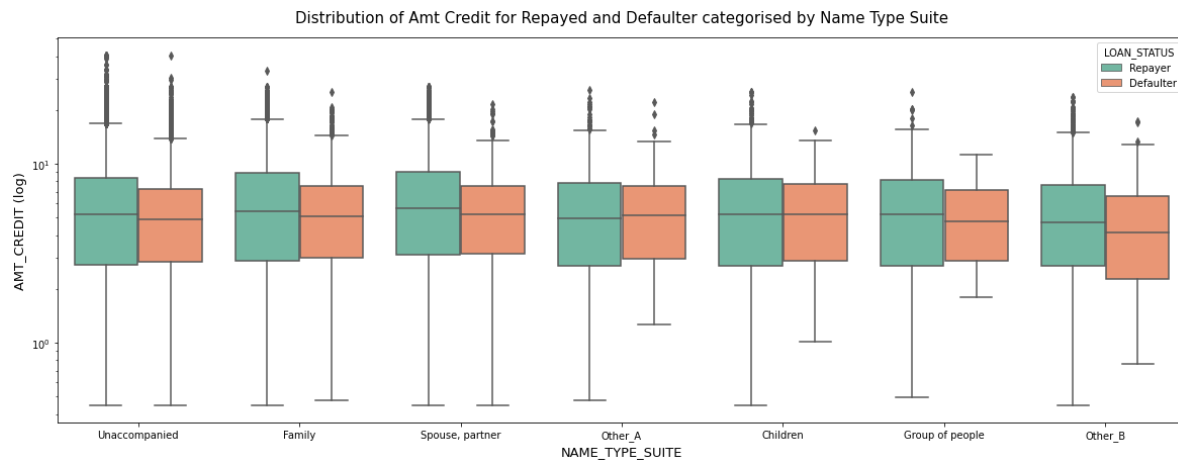 Distribution of Amt Credit for Repayed and Defaulter categorised by Name Type Suite
LOAN_STATUS
Repayer
Defaulter
AMT_CREDIT (log)
10¹
10⁰
Unaccompanied Family Spouse, partner Other_A Children Group of people Other_B
NAME_TYPE_SUITE